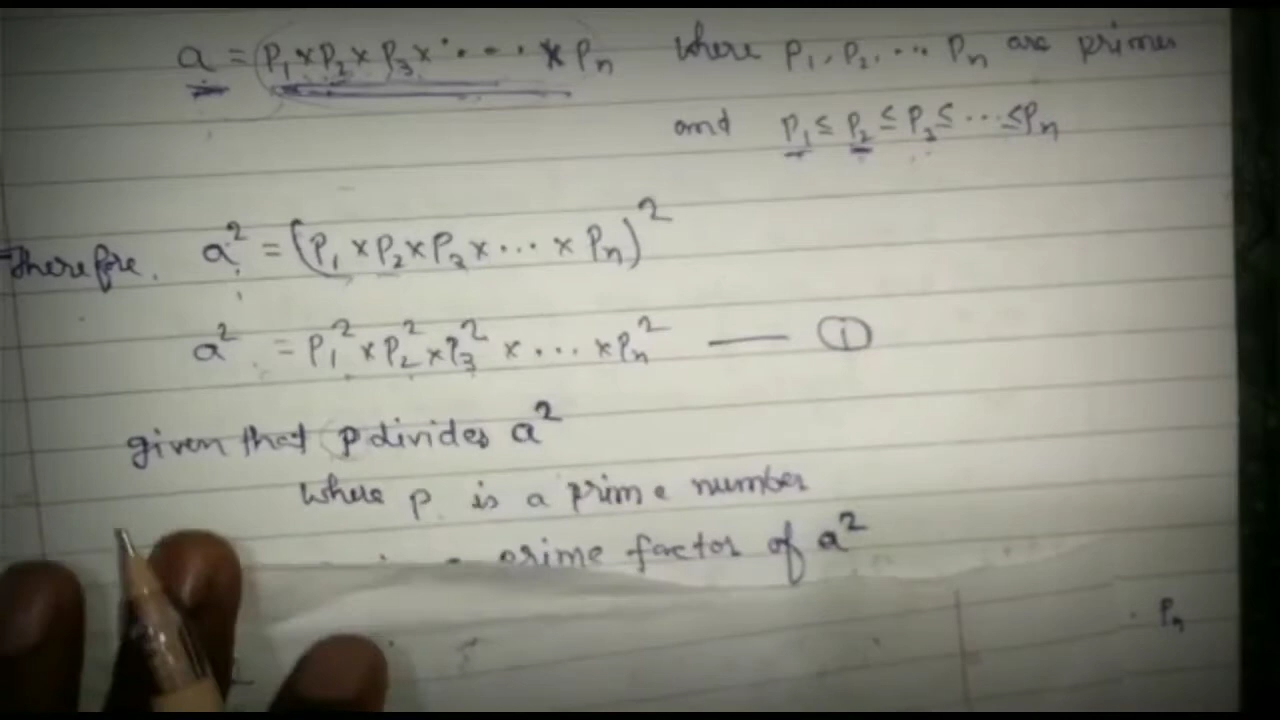 a = P₁ × P₂ × P₃ × ..... × Pₙ where P₁, P₂, ... Pₙ are primes
and P₁ ≤ P₂ ≤ P₃ ≤ ... ≤ Pₙ
Therefore, a² = (P₁ × P₂ × P₃ × ... × Pₙ)²
a² = P₁² × P₂² × P₃² × ... × Pₙ² — ①
given that p divides a²
where p is a prime number
prime factor of a²
Pₙ